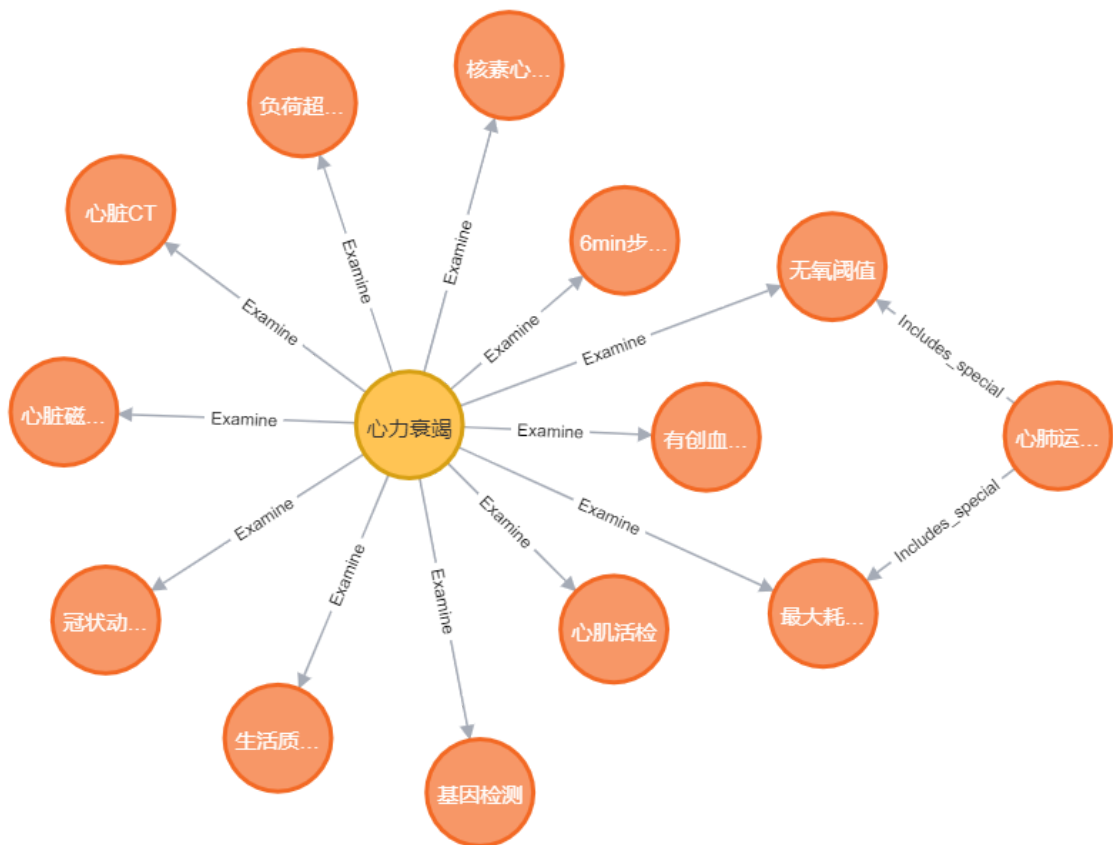 核素心...
负荷超...
心脏CT
Examine
Examine
6min步...
无氧阈值
Examine
Examine
Examine
Includes_special
心脏磁...
Examine
心力衰竭
Examine
有创血...
心肺运...
Examine
Examine
Examine
Examine
Examine
Examine
Includes_special
冠状动...
心肌活检
最大耗...
生活质...
基因检测